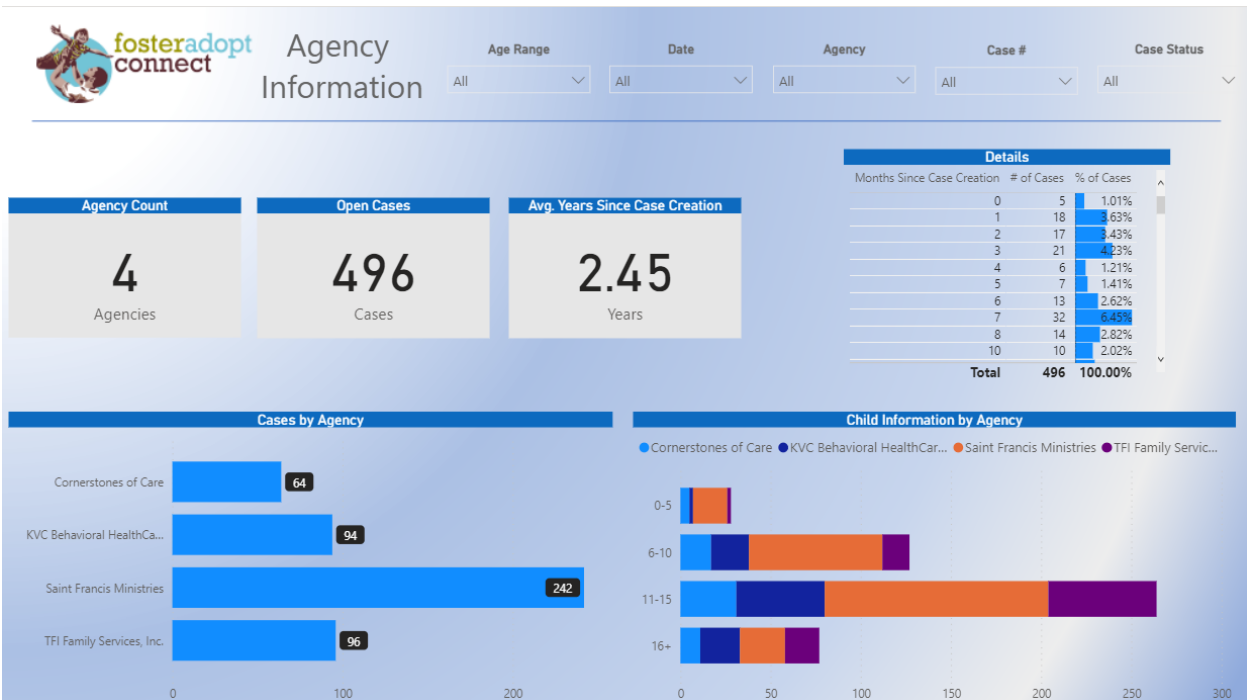 fosteradopt
connect
Agency
Information
Age Range
All
Date
All
Agency
All
Case #
All
Case Status
All
Agency Count
4
Agencies
Open Cases
496
Cases
Avg. Years Since Case Creation
2.45
Years
Details
Months Since Case Creation # of Cases % of Cases
0 5 1.01%
1 18 3.63%
2 17 3.43%
3 21 4.23%
4 6 1.21%
5 7 1.41%
6 13 2.62%
7 32 6.45%
8 14 2.82%
10 10 2.02%
Total 496 100.00%
Cases by Agency
Cornerstones of Care 64
KVC Behavioral HealthCa... 94
Saint Francis Ministries 242
TFI Family Services, Inc. 96
0 100 200
Child Information by Agency
Cornerstones of Care KVC Behavioral HealthCar... Saint Francis Ministries TFI Family Servic...
0-5
6-10
11-15
16+
0 50 100 150 200 250 300